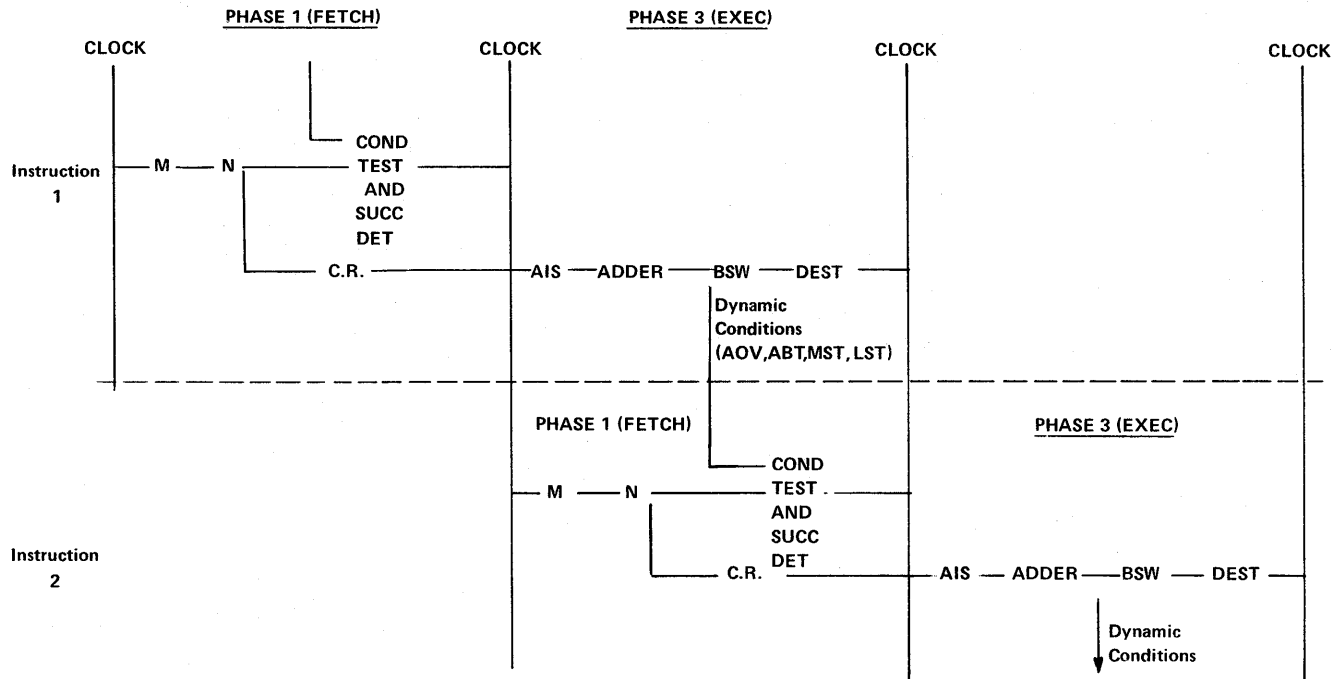 PHASE 1 (FETCH) PHASE 3 (EXEC)
CLOCK CLOCK CLOCK CLOCK
Instruction
1
M N COND
TEST
AND
SUCC
DET
C.R. AIS ADDER BSW DEST
Dynamic
Conditions
(AOV,ABT,MST, LST)
PHASE 1 (FETCH) PHASE 3 (EXEC)
Instruction
2
M N COND
TEST
AND
SUCC
DET
C.R. AIS ADDER BSW DEST
Dynamic
Conditions